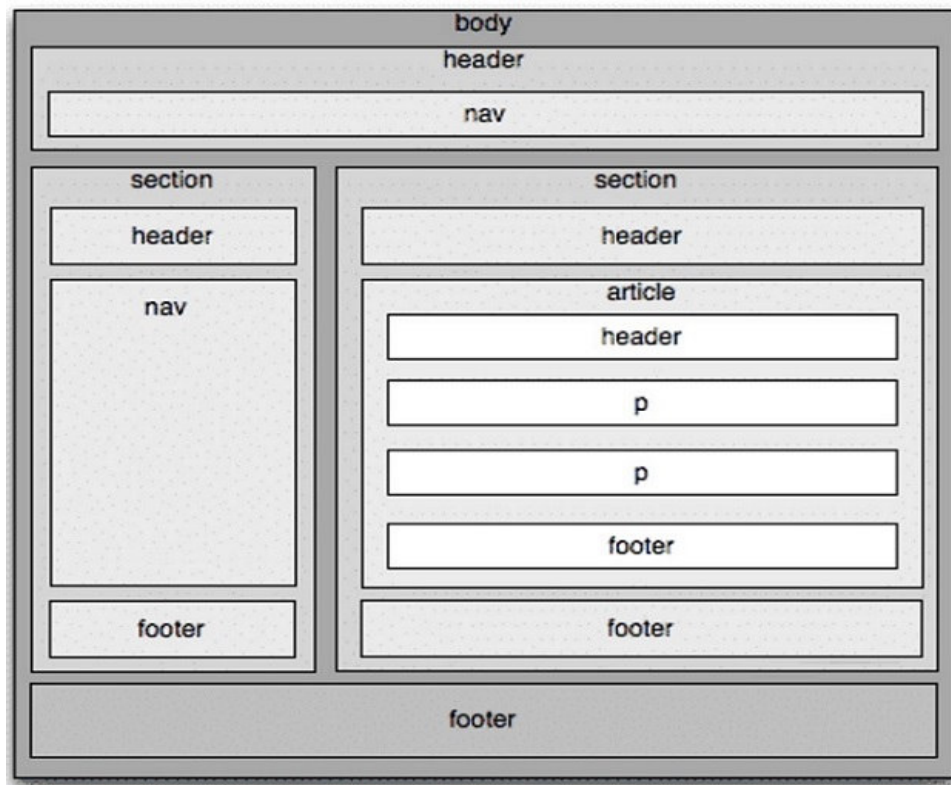 body
header
nav
section
header
nav
footer
section
header
article
header
p
p
footer
footer
footer